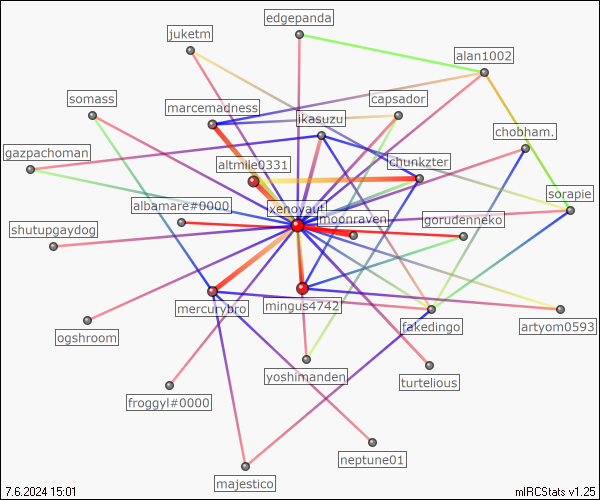 edgepanda
juketm
alan1002
somass
capsador
marcemadness
ikasuzu
chobham.
gazpachoman
chunkzter
altmile0331
sorapie
albamare#0000
xenoyaut
moonraven
gorudenneko
shutupgaydog
mercurybro
mingus4742
fakedingo
artyom0593
ogshroom
yoshimanden
turtelious
froggyl#0000
neptune01
majestico
7.6.2024 15:01
mIRCStats v1.25